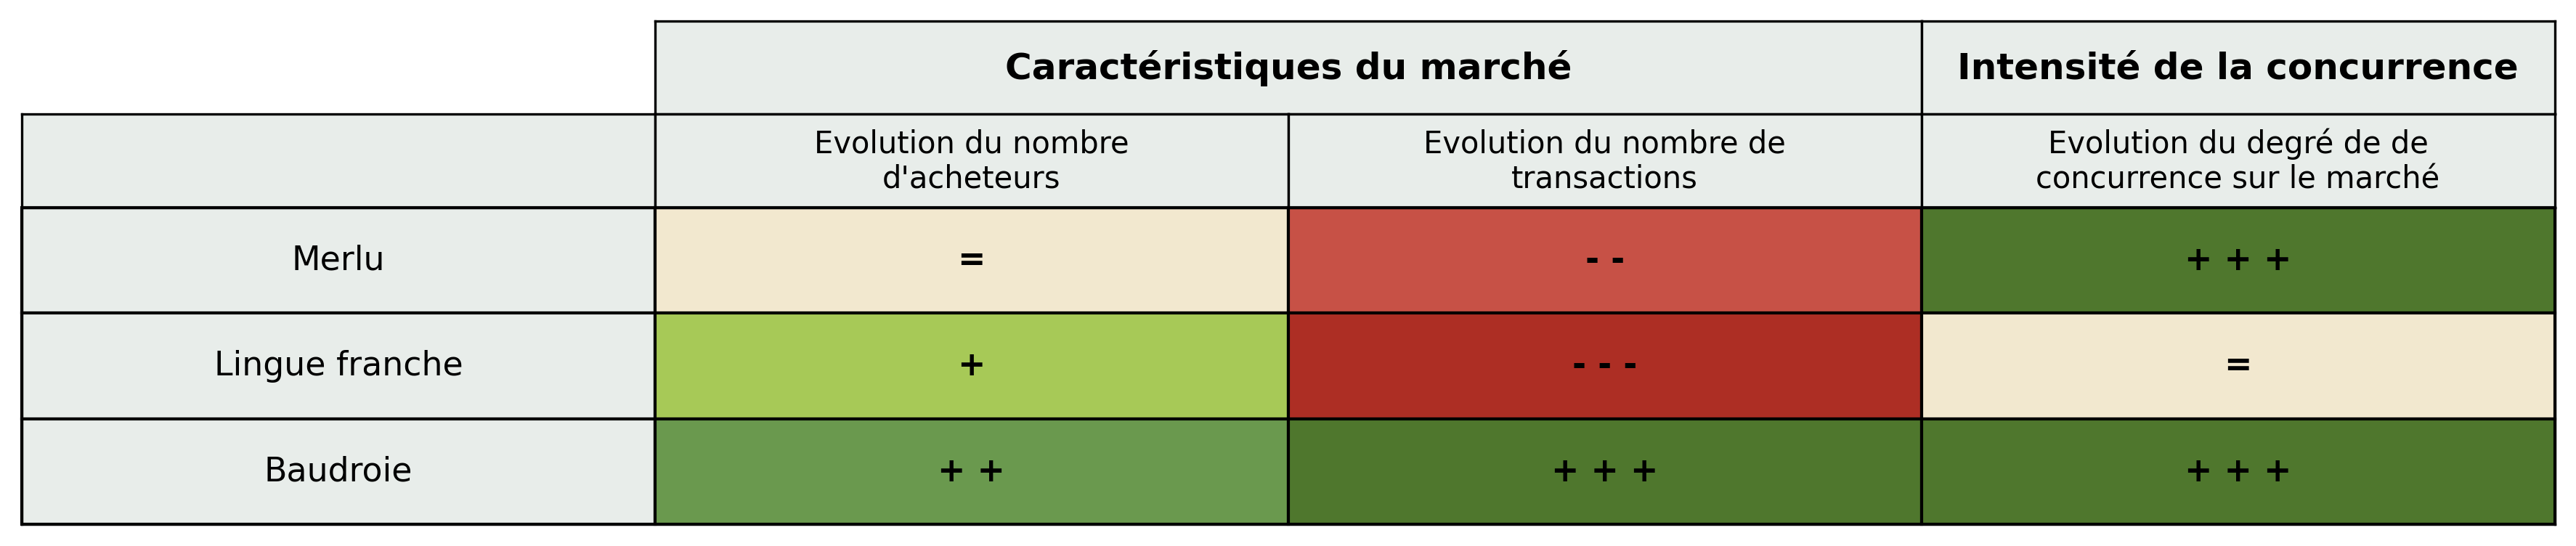 Caractéristiques du marché
Intensité de la concurrence
Evolution du nombre
d'acheteurs
Evolution du nombre de
transactions
Evolution du degré de de
concurrence sur le marché
Merlu
=
- -
+ + +
Lingue franche
+
- - -
=
Baudroie
+ +
+ + +
+ + +